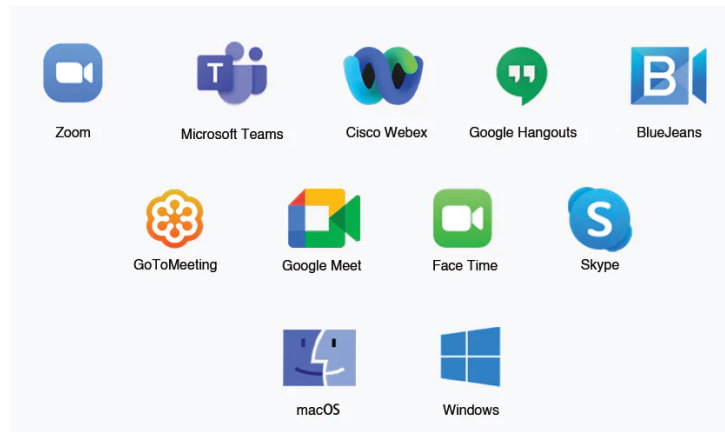 T
B
Zoom
Microsoft Teams
Cisco Webex
Google Hangouts
BlueJeans
S
GoToMeeting
Google Meet
Face Time
Skype
macOS
Windows